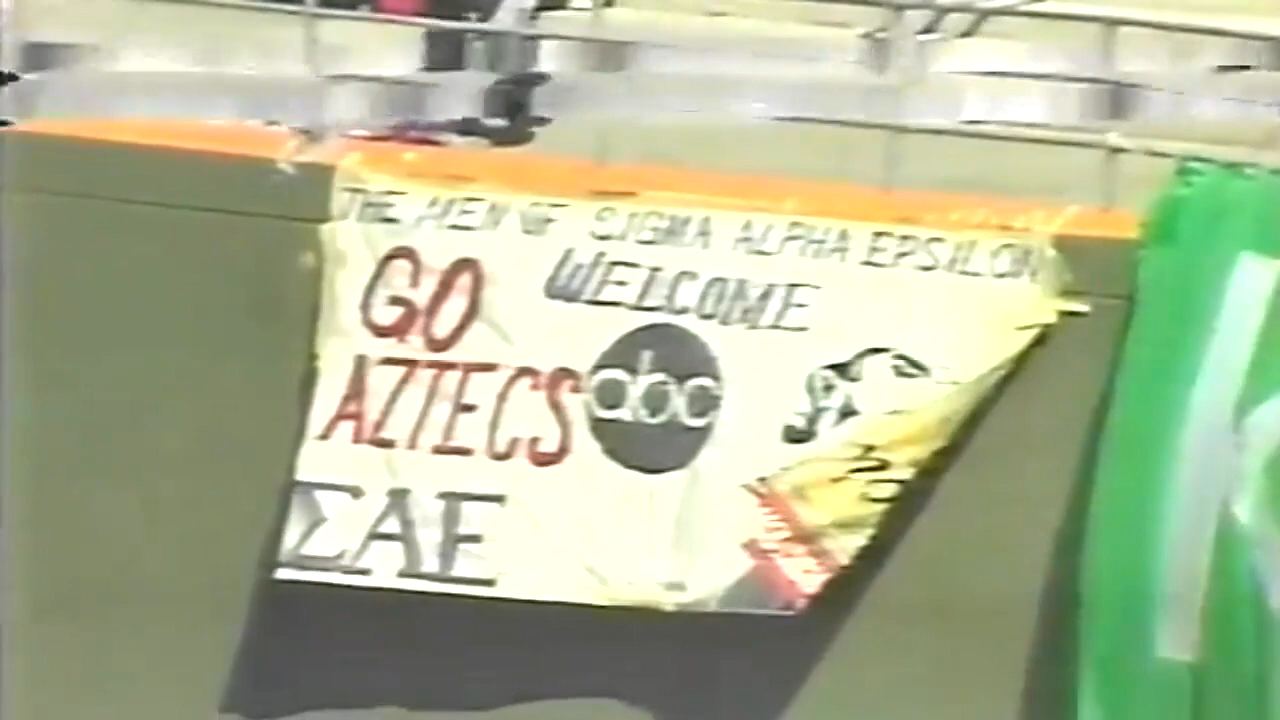 THE MEN OF SIGMA ALPHA EPSILON
WELCOME
GO
AZTECS
abc
ΣΑΕ